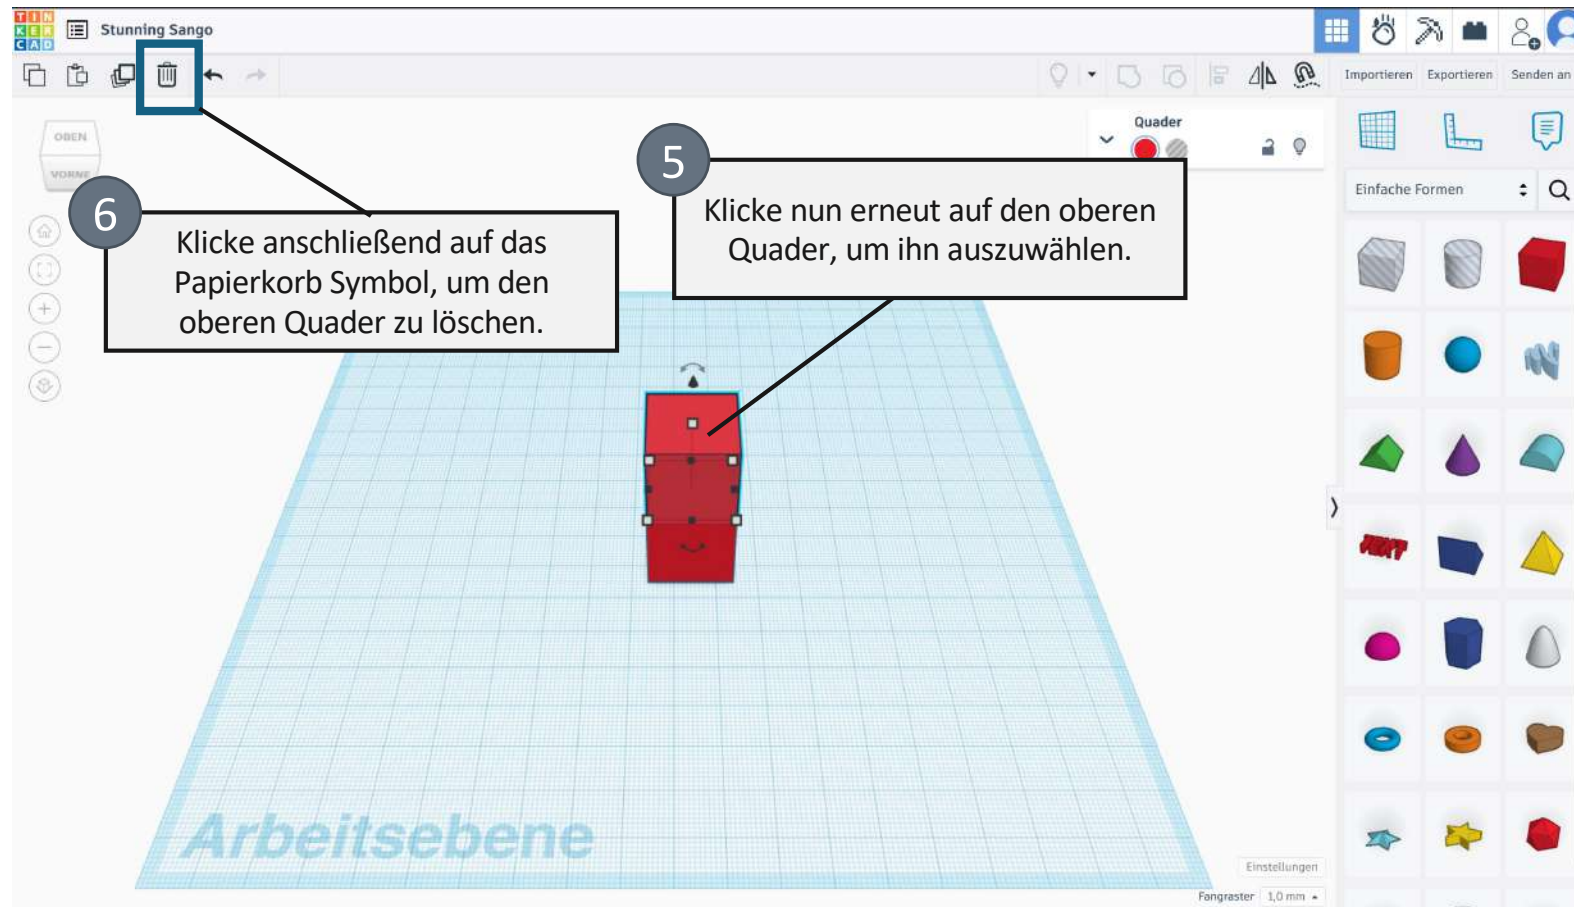 TIN
KER
CAD
Stunning Sango
Importieren
Exportieren
Senden an
OBEN
VORNE
Quader
5
Klicke nun erneut auf den oberen
Quader, um ihn auszuwählen.
6
Klicke anschließend auf das
Papierkorb Symbol, um den
oberen Quader zu löschen.
Einfache Formen
TEXT
Arbeitsebene
Einstellungen
Fangraster 1,0 mm